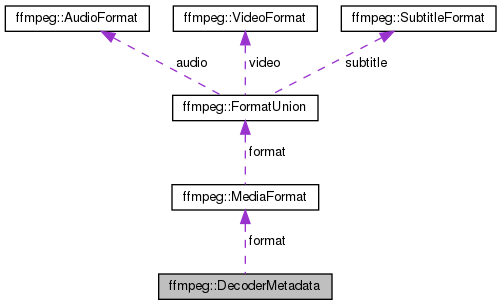 ffmpeg::AudioFormat
ffmpeg::VideoFormat
ffmpeg::SubtitleFormat
audio
video
subtitle
ffmpeg::FormatUnion
format
ffmpeg::MediaFormat
format
ffmpeg::DecoderMetadata